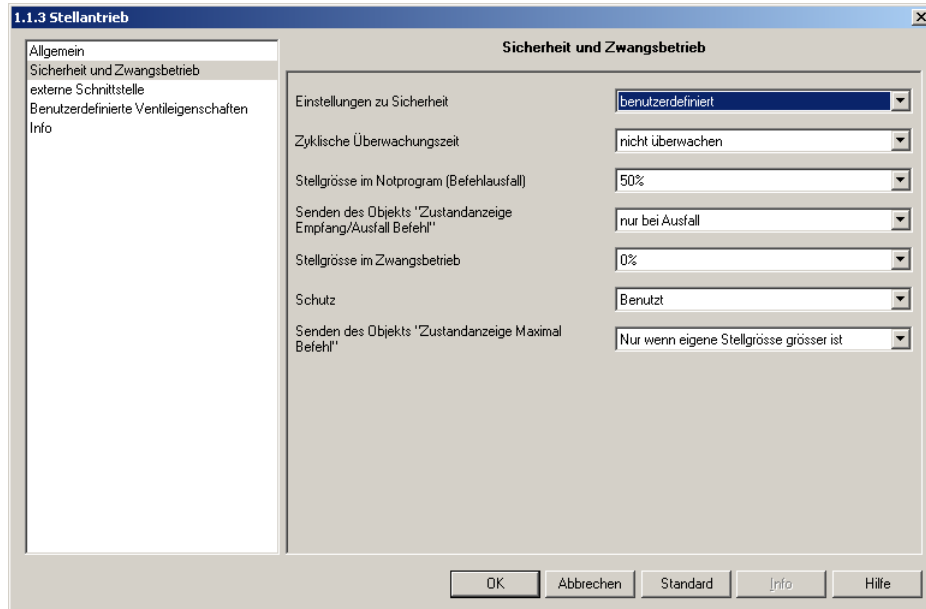 1.1.3 Stellantrieb
Allgemein
Sicherheit und Zwangsbetrieb
externe Schnittstelle
Benutzerdefinierte Ventileigenschaften
Info
Sicherheit und Zwangsbetrieb
Einstellungen zu Sicherheit
benutzerdefiniert
Zyklische Überwachungszeit
nicht überwachen
Stellgrösse im Notprogram (Befehlausfall)
50%
Senden des Objekts "Zustandanzeige
Empfang/Ausfall Befehl"
nur bei Ausfall
Stellgrösse im Zwangsbetrieb
0%
Schutz
Benutzt
Senden des Objekts "Zustandanzeige Maximal
Befehl"
Nur wenn eigene Stellgrösse grösser ist
OK
Abbrechen
Standard
Info
Hilfe